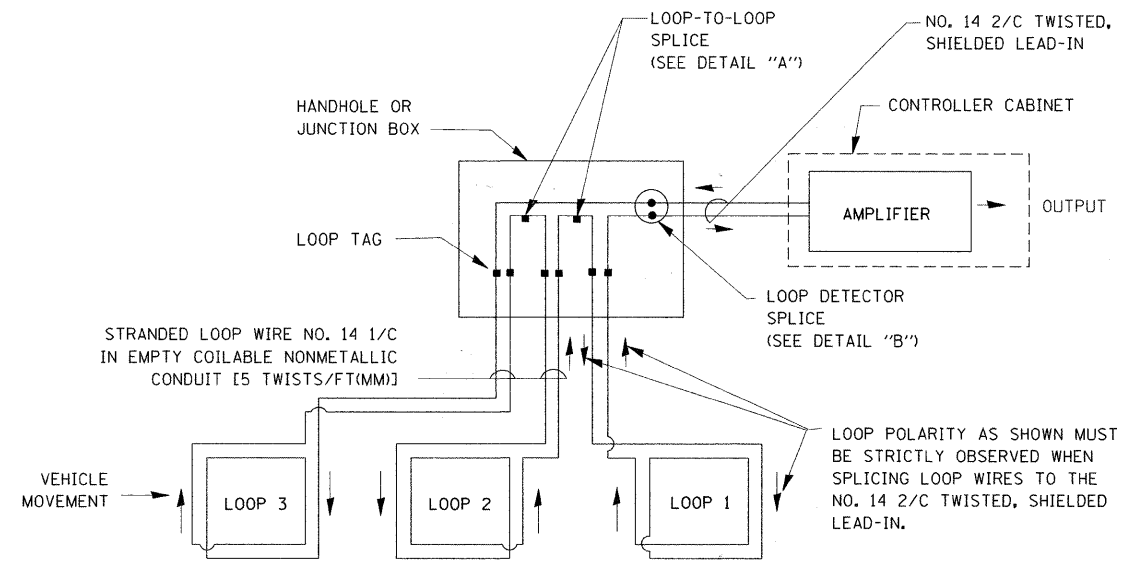 LOOP-TO-LOOP
SPLICE
(SEE DETAIL "A")
NO. 14 2/C TWISTED,
SHIELDED LEAD-IN
HANDHOLE OR
JUNCTION BOX
CONTROLLER CABINET
AMPLIFIER
OUTPUT
LOOP TAG
LOOP DETECTOR
SPLICE
(SEE DETAIL "B")
STRANDED LOOP WIRE NO. 14 1/C
IN EMPTY COILABLE NONMETALLIC
CONDUIT [5 TWISTS/FT(MM)]
LOOP POLARITY AS SHOWN MUST
BE STRICTLY OBSERVED WHEN
SPLICING LOOP WIRES TO THE
NO. 14 2/C TWISTED, SHIELDED
LEAD-IN.
VEHICLE
MOVEMENT
LOOP 3
LOOP 2
LOOP 1